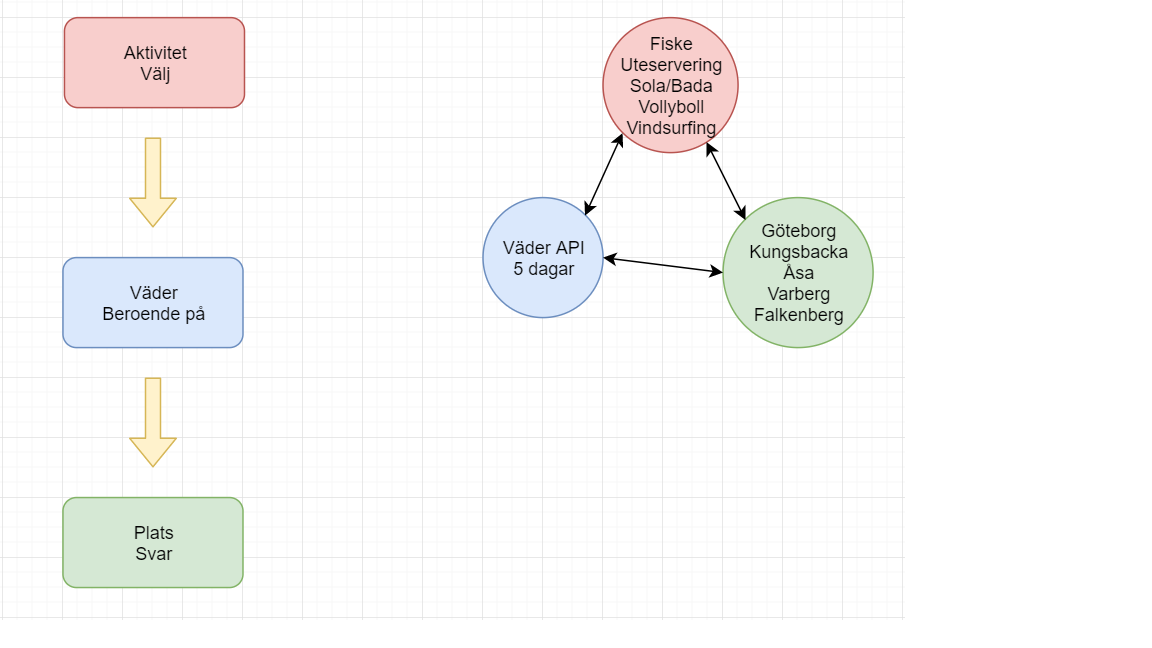 Aktivitet
Välj
Väder
Beroende på
Plats
Svar
Fiske
Uteservering
Sola/Bada
Vollyboll
Vindsurfing
Väder API
5 dagar
Göteborg
Kungsbacka
Åsa
Varberg
Falkenberg